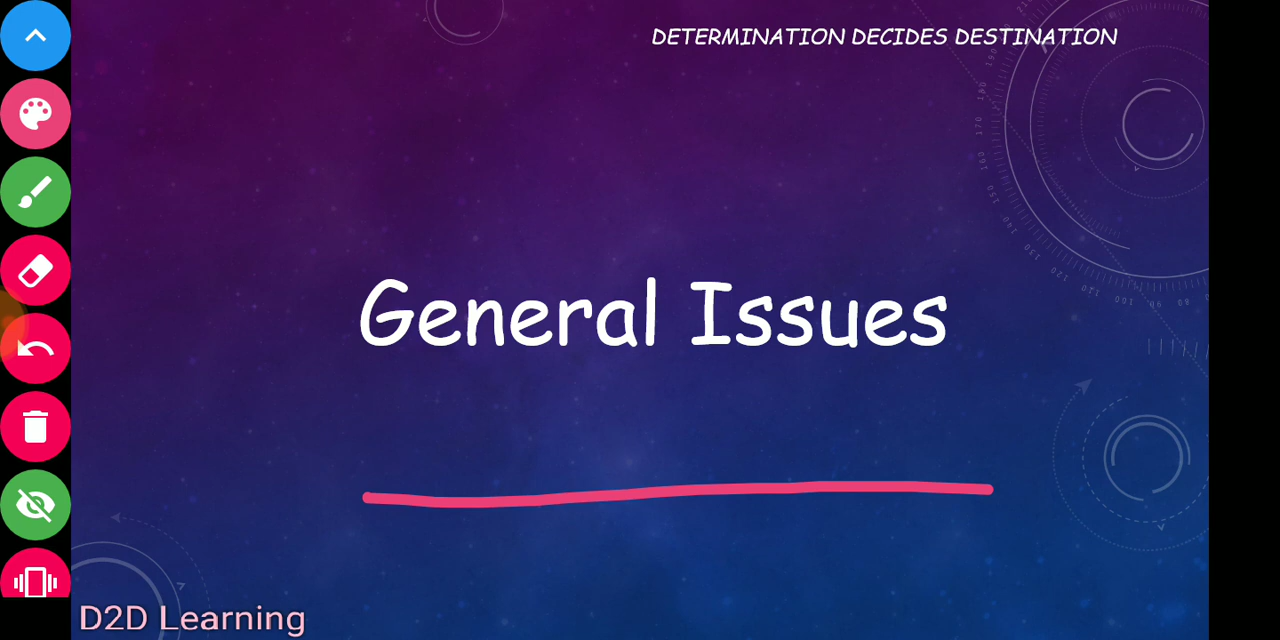 DETERMINATION DECIDES DESTINATION
General Issues
D2D Learning